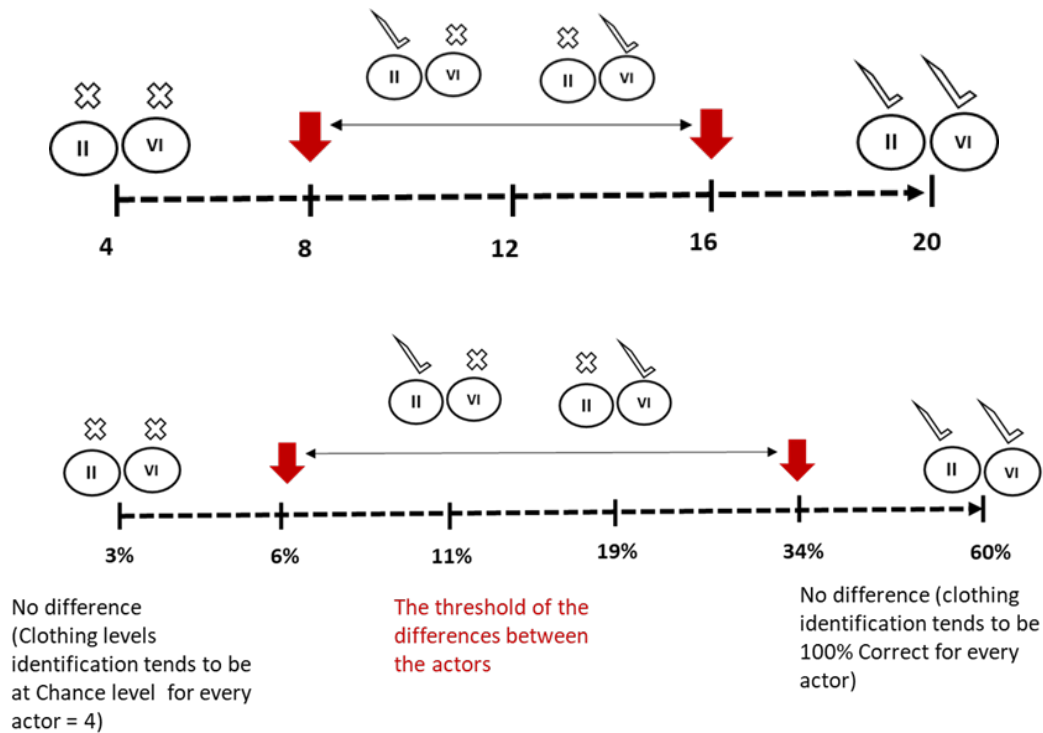 II VI
II VI
II VI
II VI
4 8 12 16 20
II VI
II VI
II VI
II VI
3% 6% 11% 19% 34% 60%
No difference
(Clothing levels
identification tends to be
at Chance level for every
actor = 4)
The threshold of the
differences between
the actors
No difference (clothing
identification tends to be
100% Correct for every
actor)